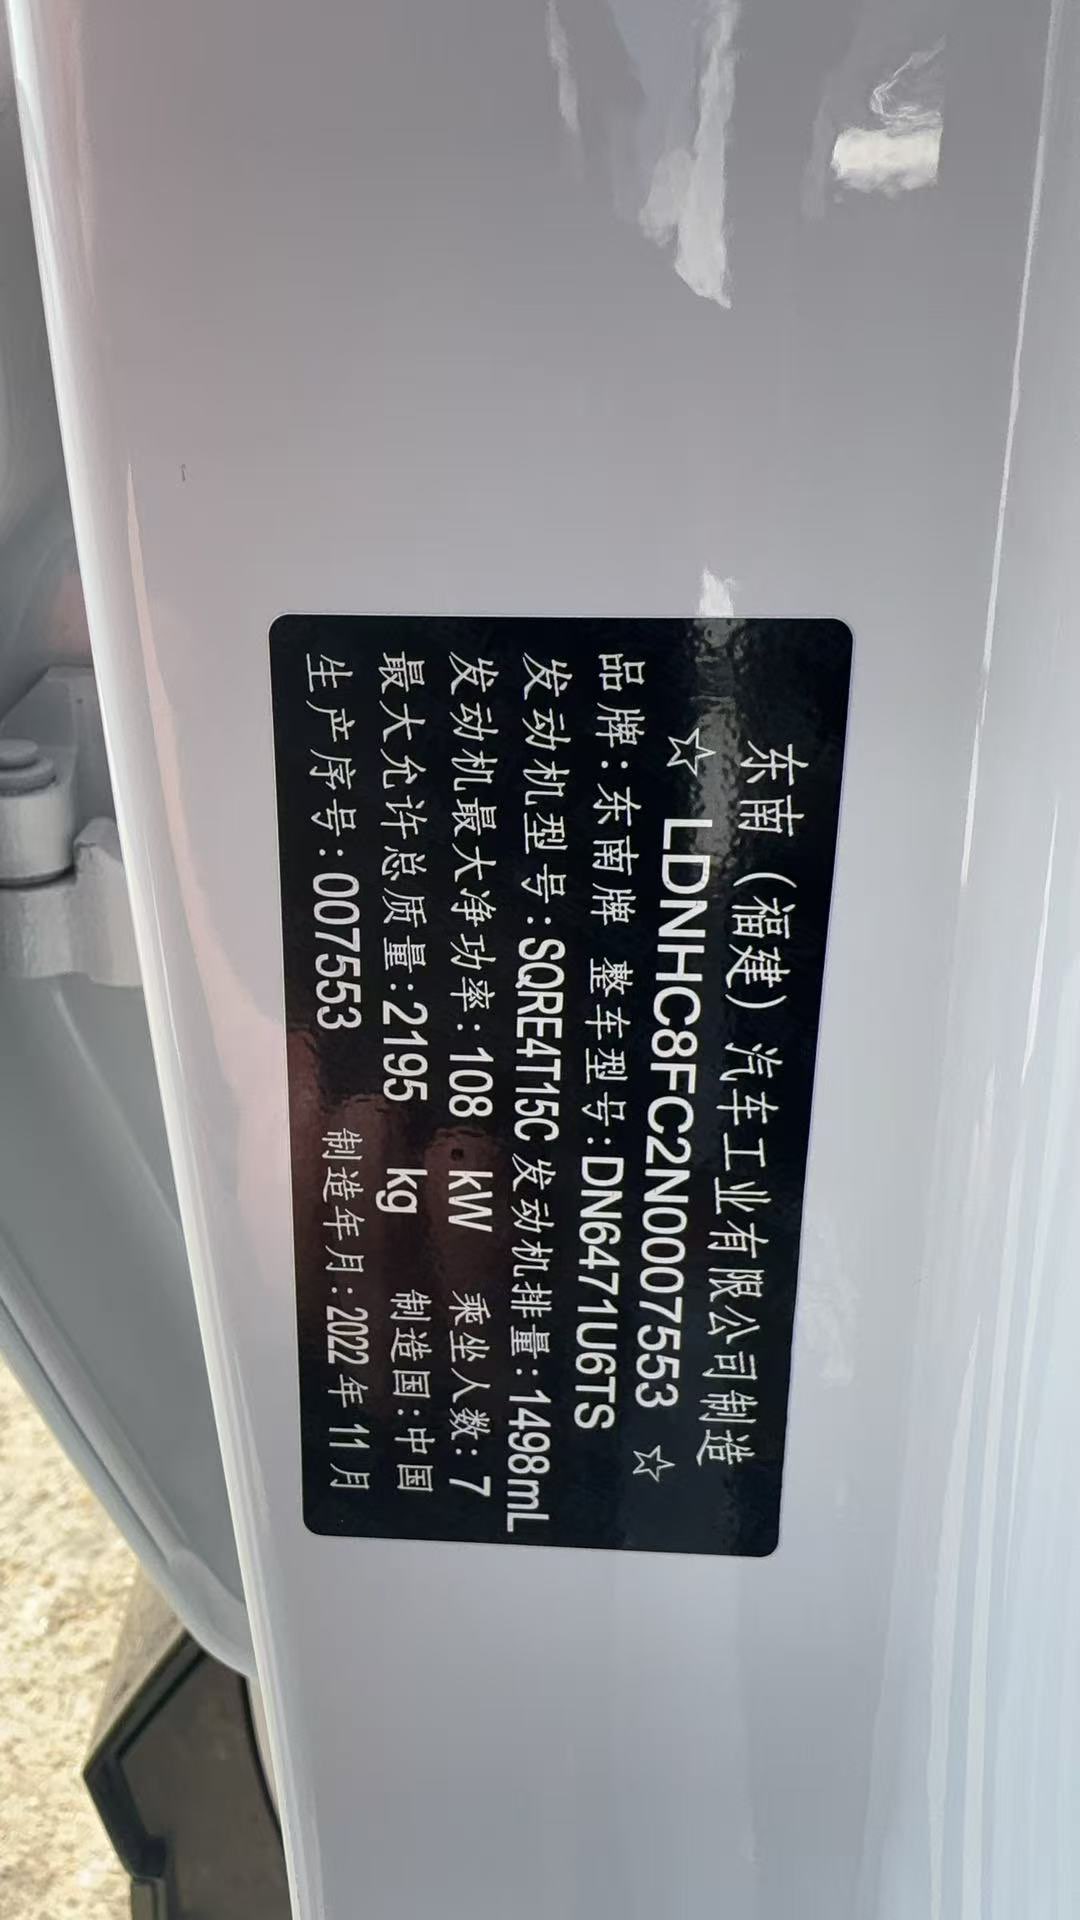 东南（福建）汽车工业有限公司制造
☆ LDNHC8FC2N0007553 ☆
品牌:东南牌 整车型号:DN6471U6TS
发动机型号:SQRE4T15C 发动机排量:1498mL
发动机最大净功率:108 kW 乘坐人数:7
最大允许总质量:2195 kg 制造国:中国
生产序号:007553 制造年月:2022年11月